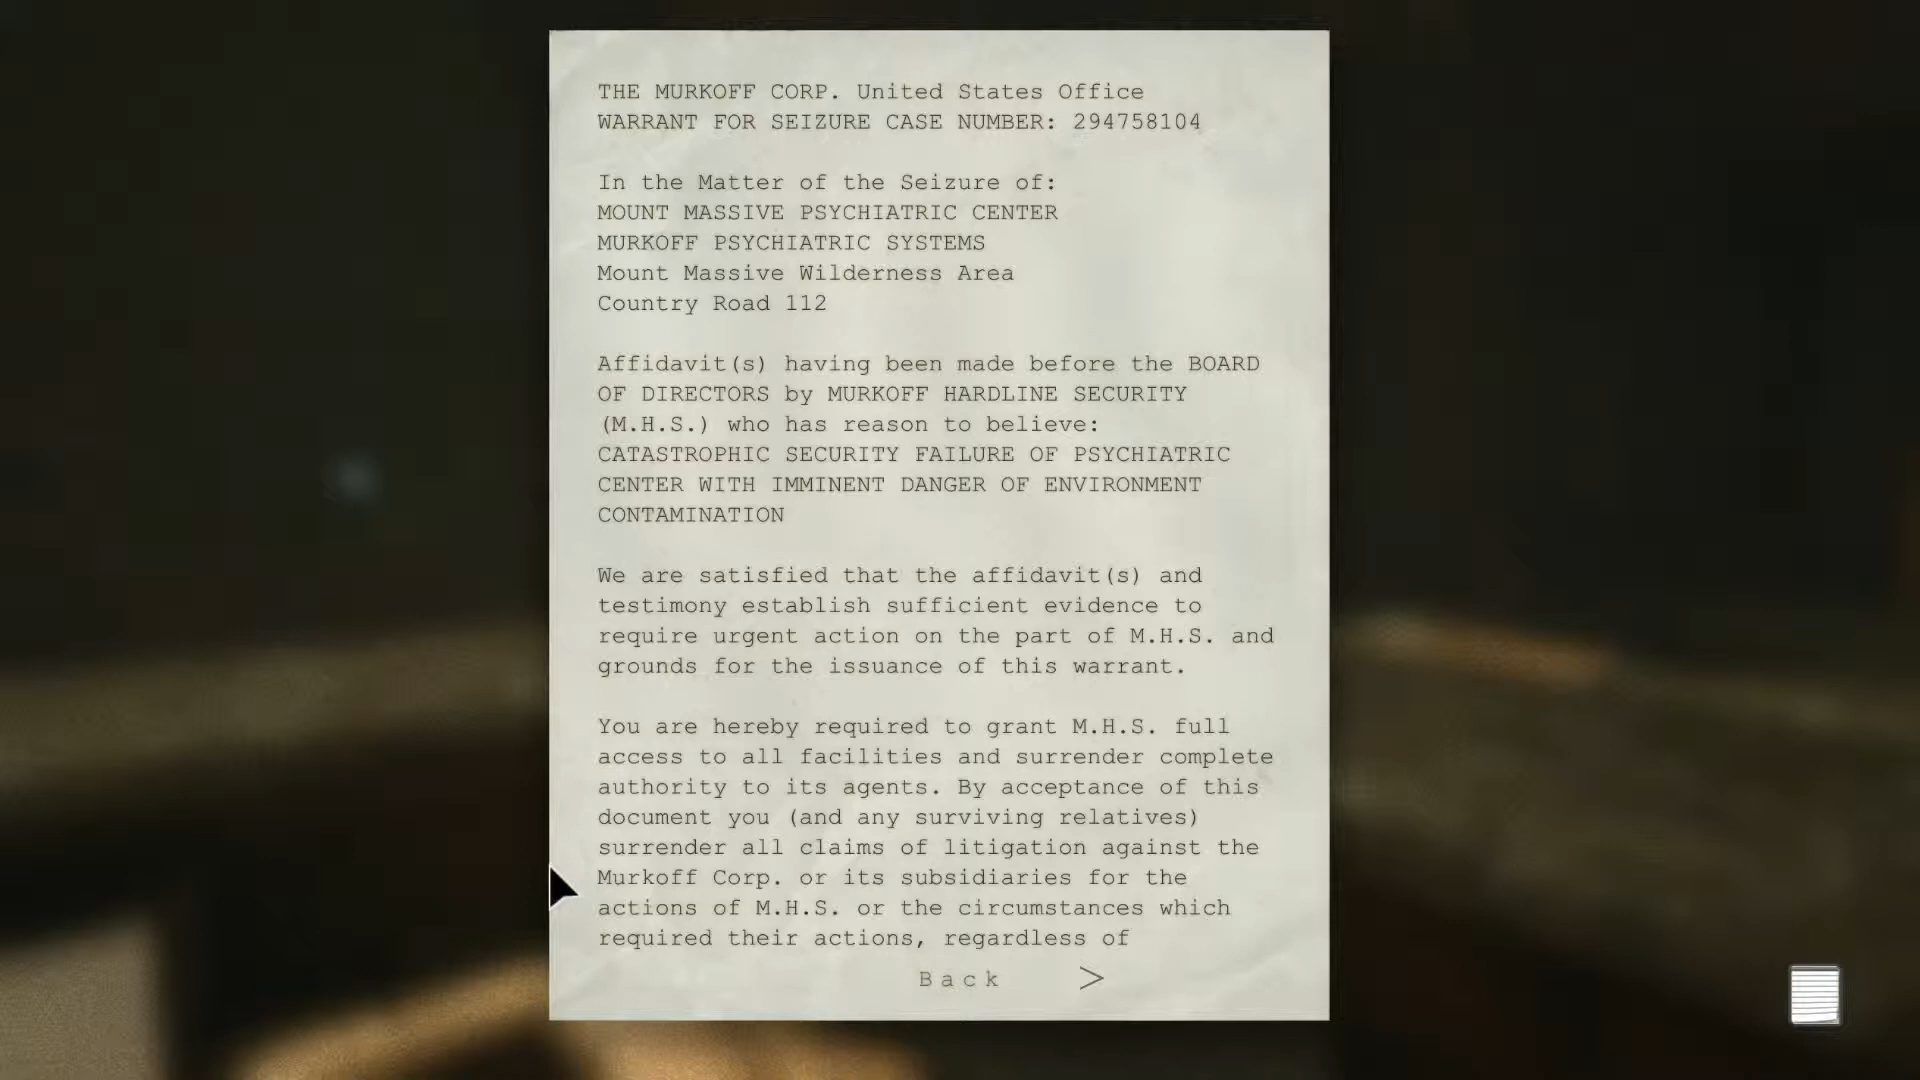 THE MURKOFF CORP. United States Office
WARRANT FOR SEIZURE CASE NUMBER: 294758104
In the Matter of the Seizure of:
MOUNT MASSIVE PSYCHIATRIC CENTER
MURKOFF PSYCHIATRIC SYSTEMS
Mount Massive Wilderness Area
Country Road 112
Affidavit(s) having been made before the BOARD
OF DIRECTORS by MURKOFF HARDLINE SECURITY
(M.H.S.) who has reason to believe:
CATASTROPHIC SECURITY FAILURE OF PSYCHIATRIC
CENTER WITH IMMINENT DANGER OF ENVIRONMENT
CONTAMINATION
We are satisfied that the affidavit(s) and
testimony establish sufficient evidence to
require urgent action on the part of M.H.S. and
grounds for the issuance of this warrant.
You are hereby required to grant M.H.S. full
access to all facilities and surrender complete
authority to its agents. By acceptance of this
document you (and any surviving relatives)
surrender all claims of litigation against the
Murkoff Corp. or its subsidiaries for the
actions of M.H.S. or the circumstances which
required their actions, regardless of
Back >